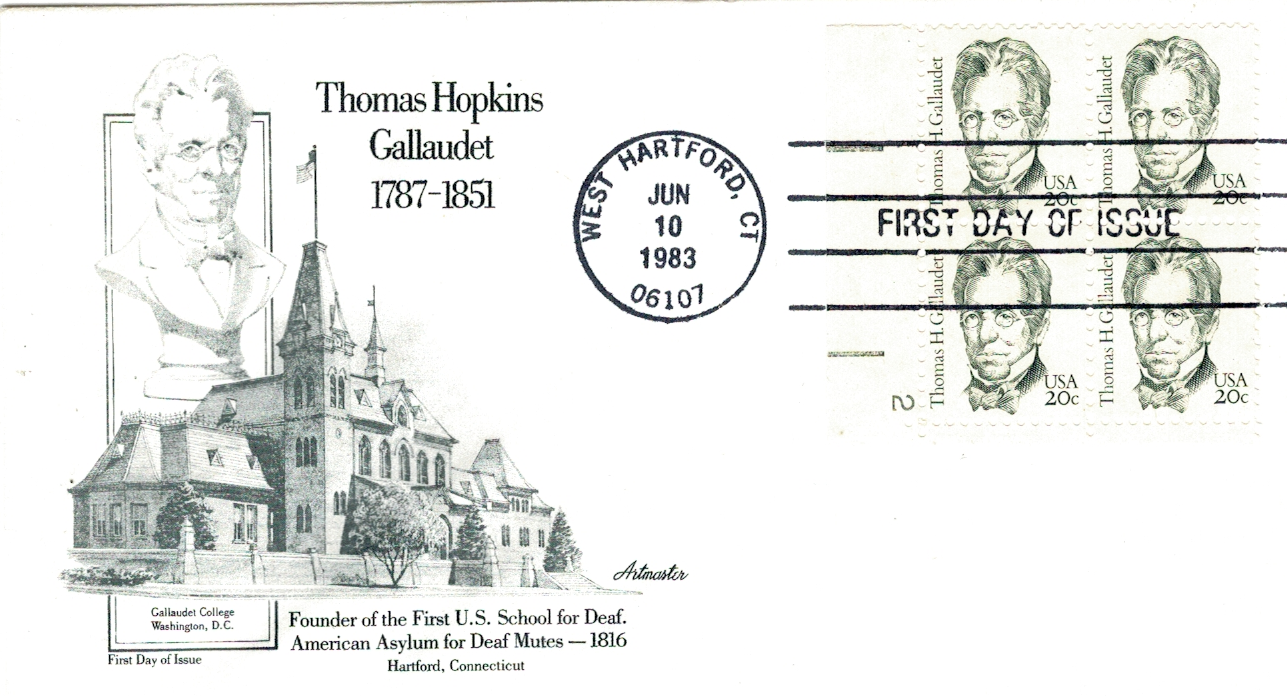 Thomas Hopkins
Gallaudet
1787-1851
WEST HARTFORD, CT
JUN
10
1983
06107
FIRST DAY OF ISSUE
Thomas H. Gallaudet
USA
20c
Thomas H. Gallaudet
USA
20c
Thomas H. Gallaudet
USA
20c
Thomas H. Gallaudet
USA
20c
2
Artmaster
Gallaudet College
Washington, D.C.
First Day of Issue
Founder of the First U.S. School for Deaf.
American Asylum for Deaf Mutes — 1816
Hartford, Connecticut